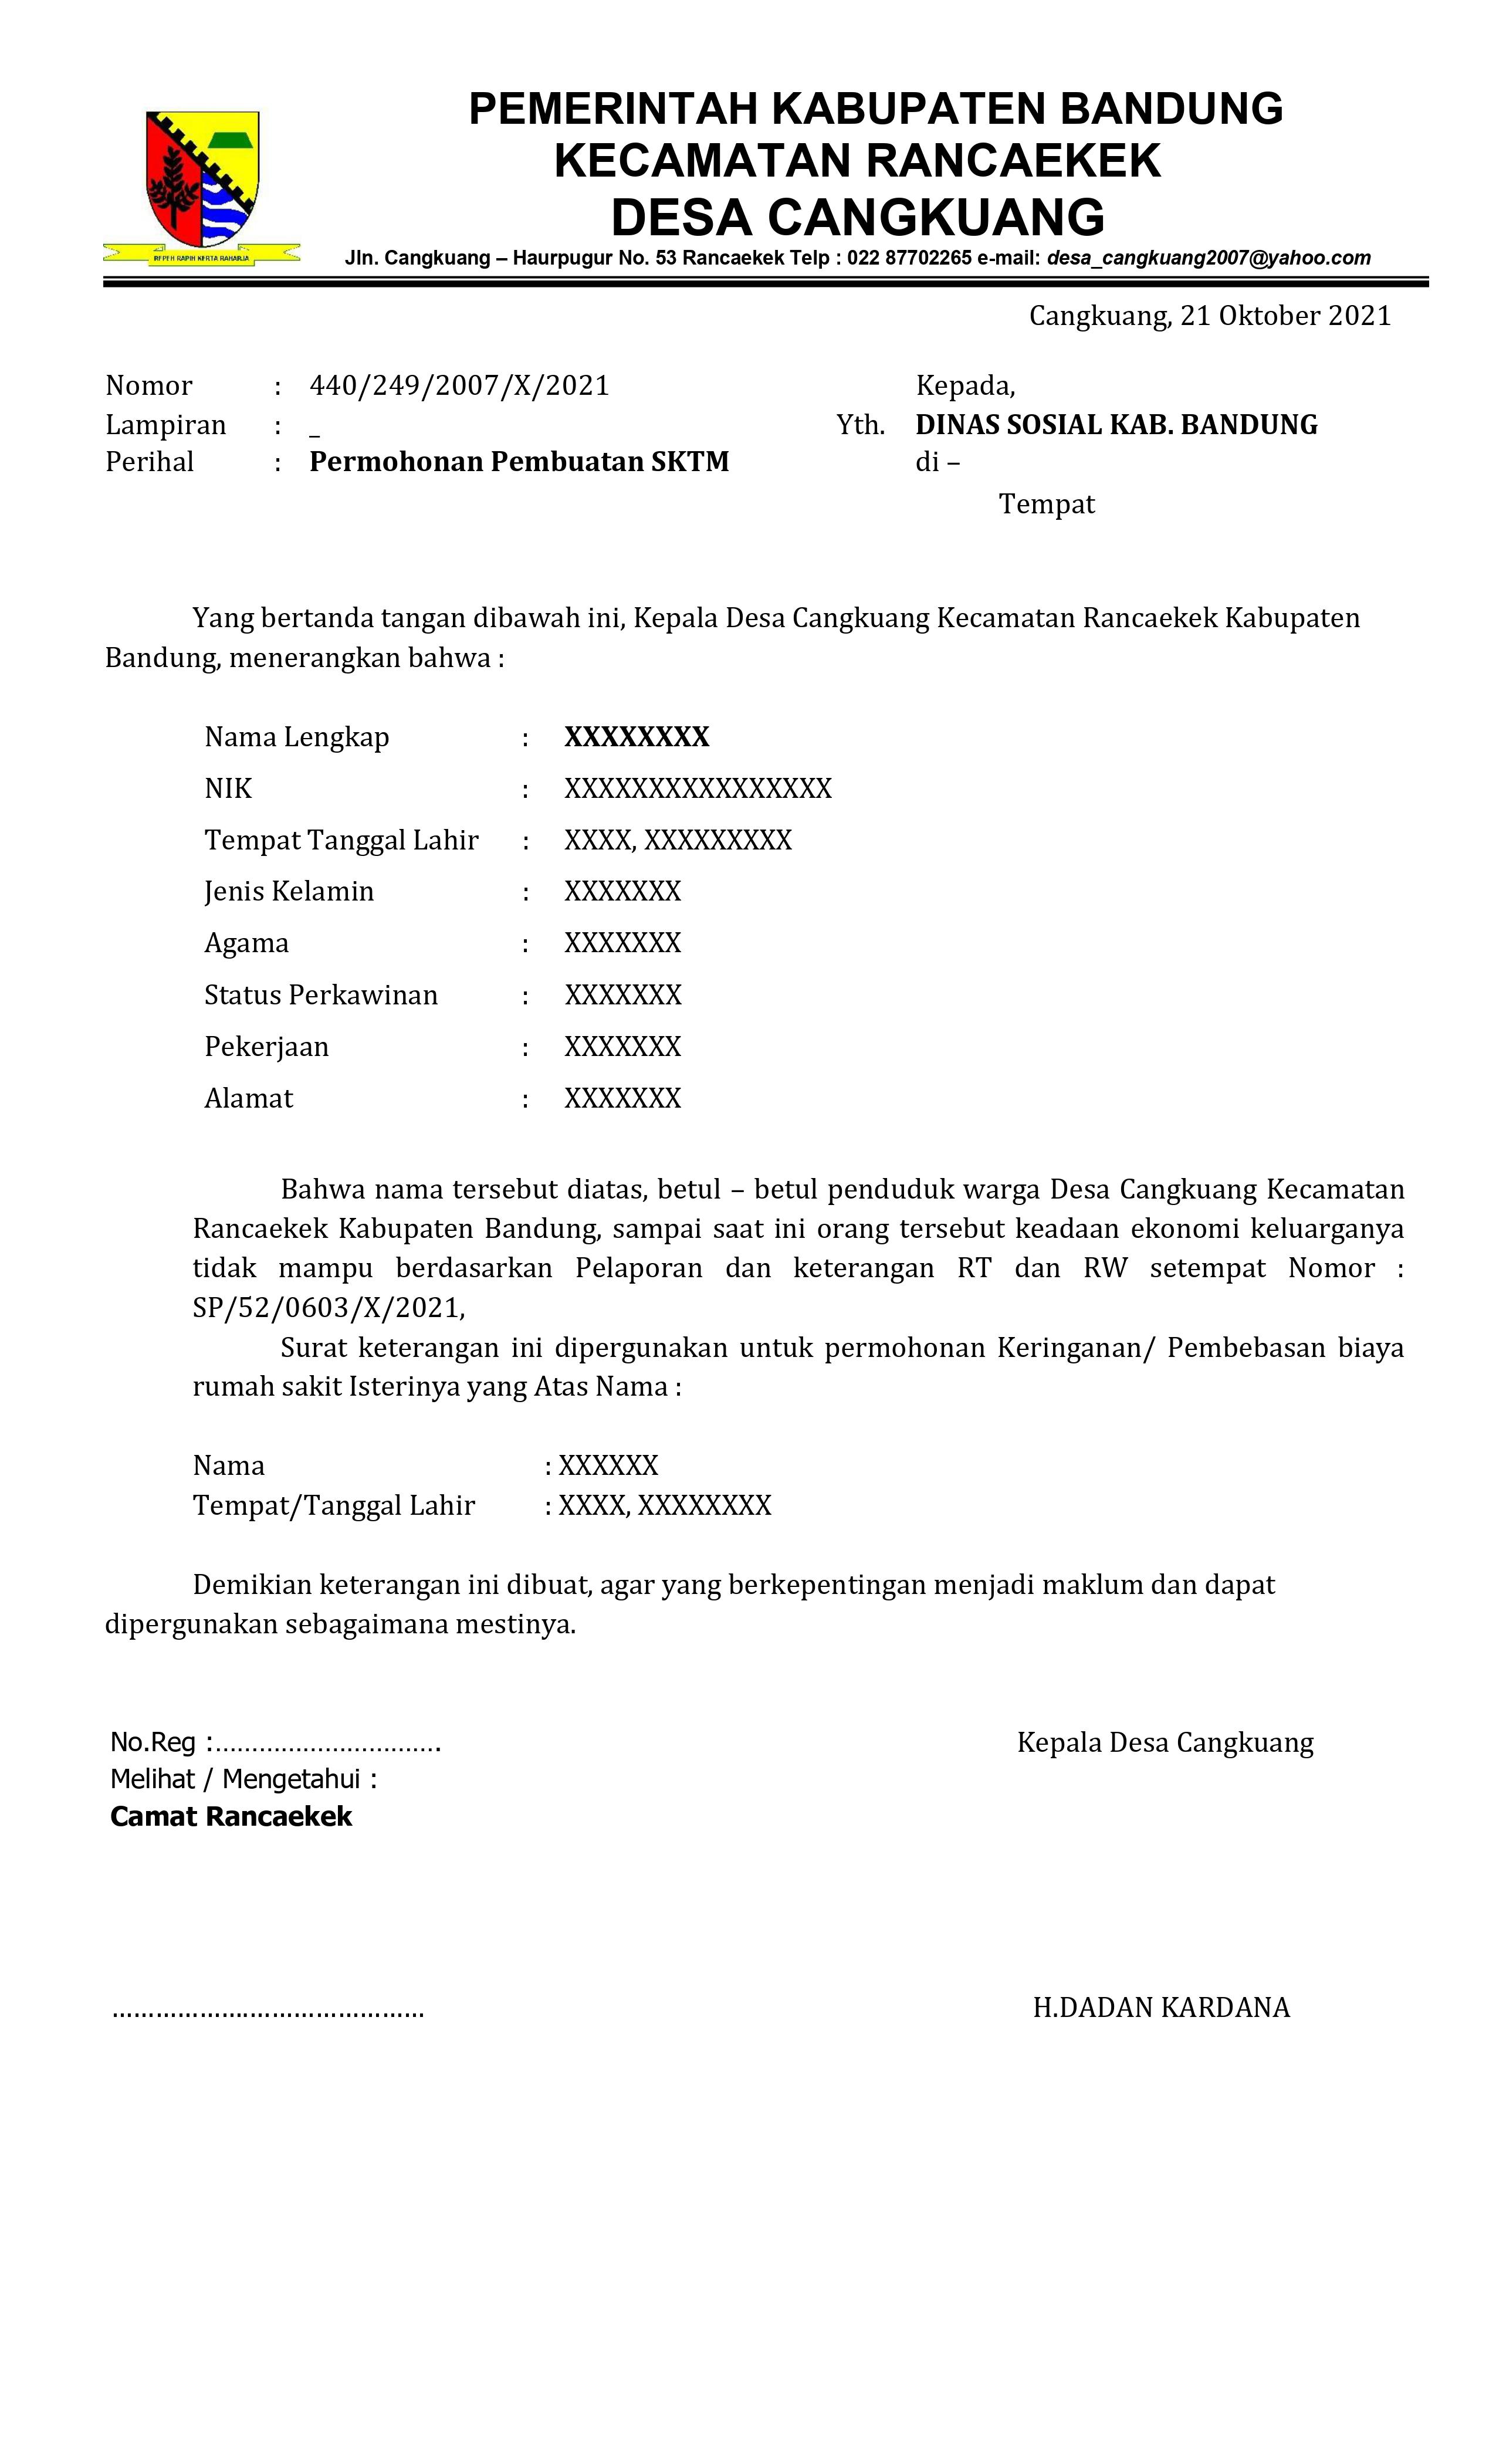 PEMERINTAH KABUPATEN BANDUNG
KECAMATAN RANCAEKEK
DESA CANGKUANG
REPEH RAPIH KERTA RAHARJA
Jln. Cangkuang – Haurpugur No. 53 Rancaekek Telp : 022 87702265 e-mail: desa_cangkuang2007@yahoo.com
Cangkuang, 21 Oktober 2021
Nomor : 440/249/2007/X/2021 Kepada,
Lampiran : _ Yth. DINAS SOSIAL KAB. BANDUNG
Perihal : Permohonan Pembuatan SKTM di –
Tempat
Yang bertanda tangan dibawah ini, Kepala Desa Cangkuang Kecamatan Rancaekek Kabupaten
Bandung, menerangkan bahwa :
Nama Lengkap : XXXXXXXX
NIK : XXXXXXXXXXXXXXXX
Tempat Tanggal Lahir : XXXX, XXXXXXXXX
Jenis Kelamin : XXXXXXX
Agama : XXXXXXX
Status Perkawinan : XXXXXXX
Pekerjaan : XXXXXXX
Alamat : XXXXXXX
Bahwa nama tersebut diatas, betul – betul penduduk warga Desa Cangkuang Kecamatan
Rancaekek Kabupaten Bandung, sampai saat ini orang tersebut keadaan ekonomi keluarganya
tidak mampu berdasarkan Pelaporan dan keterangan RT dan RW setempat Nomor :
SP/52/0603/X/2021,
Surat keterangan ini dipergunakan untuk permohonan Keringanan/ Pembebasan biaya
rumah sakit Isterinya yang Atas Nama :
Nama : XXXXXX
Tempat/Tanggal Lahir : XXXX, XXXXXXXX
Demikian keterangan ini dibuat, agar yang berkepentingan menjadi maklum dan dapat
dipergunakan sebagaimana mestinya.
No.Reg :.............................. Kepala Desa Cangkuang
Melihat / Mengetahui :
Camat Rancaekek
.......................................... H.DADAN KARDANA